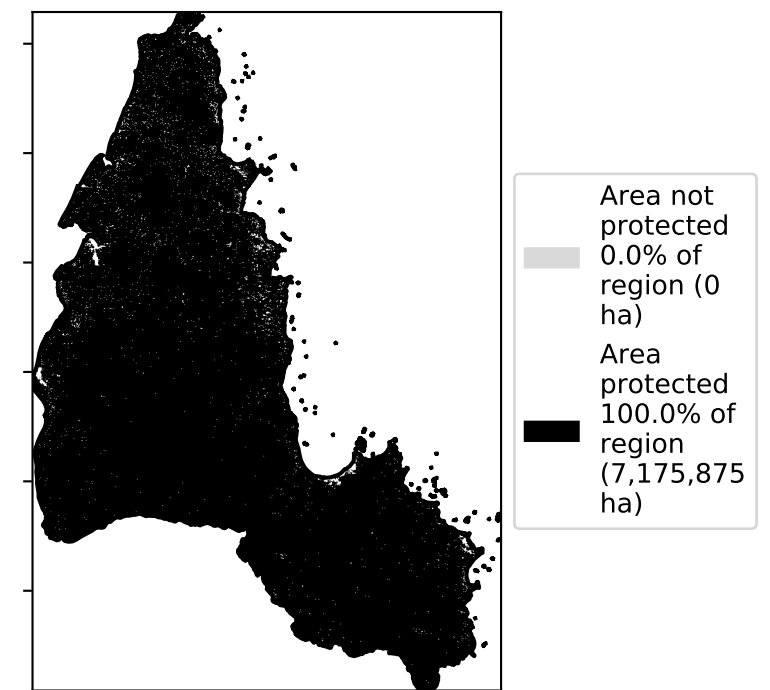 Area not
protected
0.0% of
region (0
ha)
Area
protected
100.0% of
region
(7,175,875
ha)